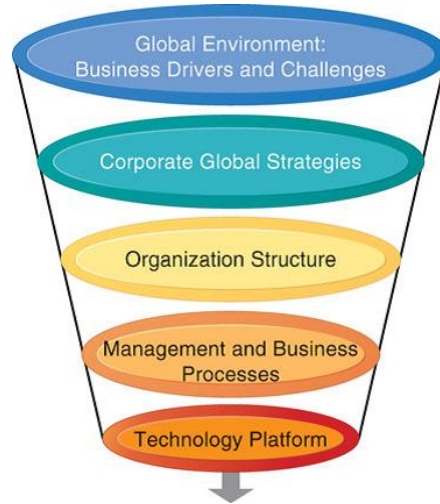 Global Environment:
Business Drivers and Challenges
Corporate Global Strategies
Organization Structure
Management and Business
Processes
Technology Platform